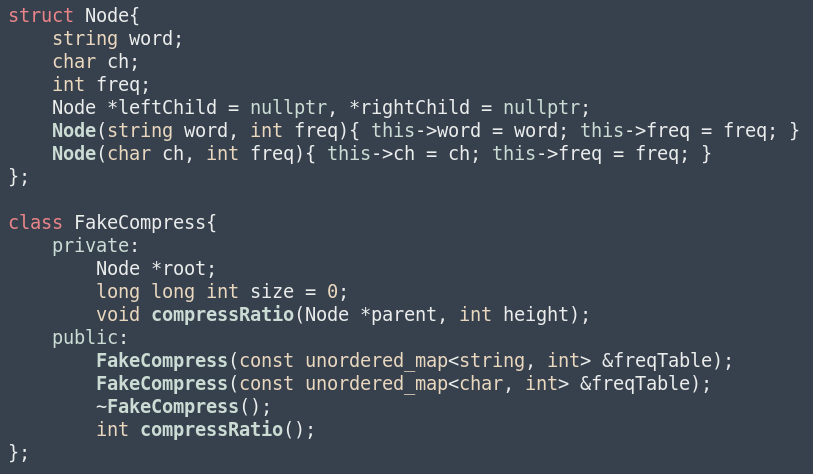 struct Node{
    string word;
    char ch;
    int freq;
    Node *leftChild = nullptr, *rightChild = nullptr;
    Node(string word, int freq){ this->word = word; this->freq = freq; }
    Node(char ch, int freq){ this->ch = ch; this->freq = freq; }
};

class FakeCompress{
    private:
        Node *root;
        long long int size = 0;
        void compressRatio(Node *parent, int height);
    public:
        FakeCompress(const unordered_map<string, int> &freqTable);
        FakeCompress(const unordered_map<char, int> &freqTable);
        ~FakeCompress();
        int compressRatio();
};